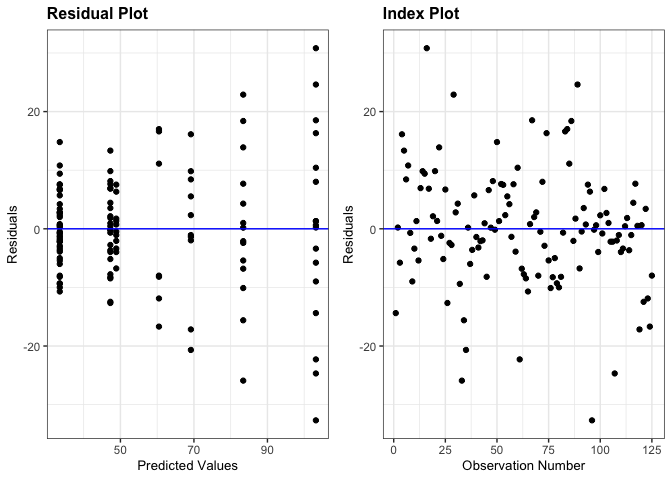 Residual Plot
20
0
-20
Residuals
50
70
90
Predicted Values
Index Plot
20
0
-20
Residuals
0
25
50
75
100
125
Observation Number